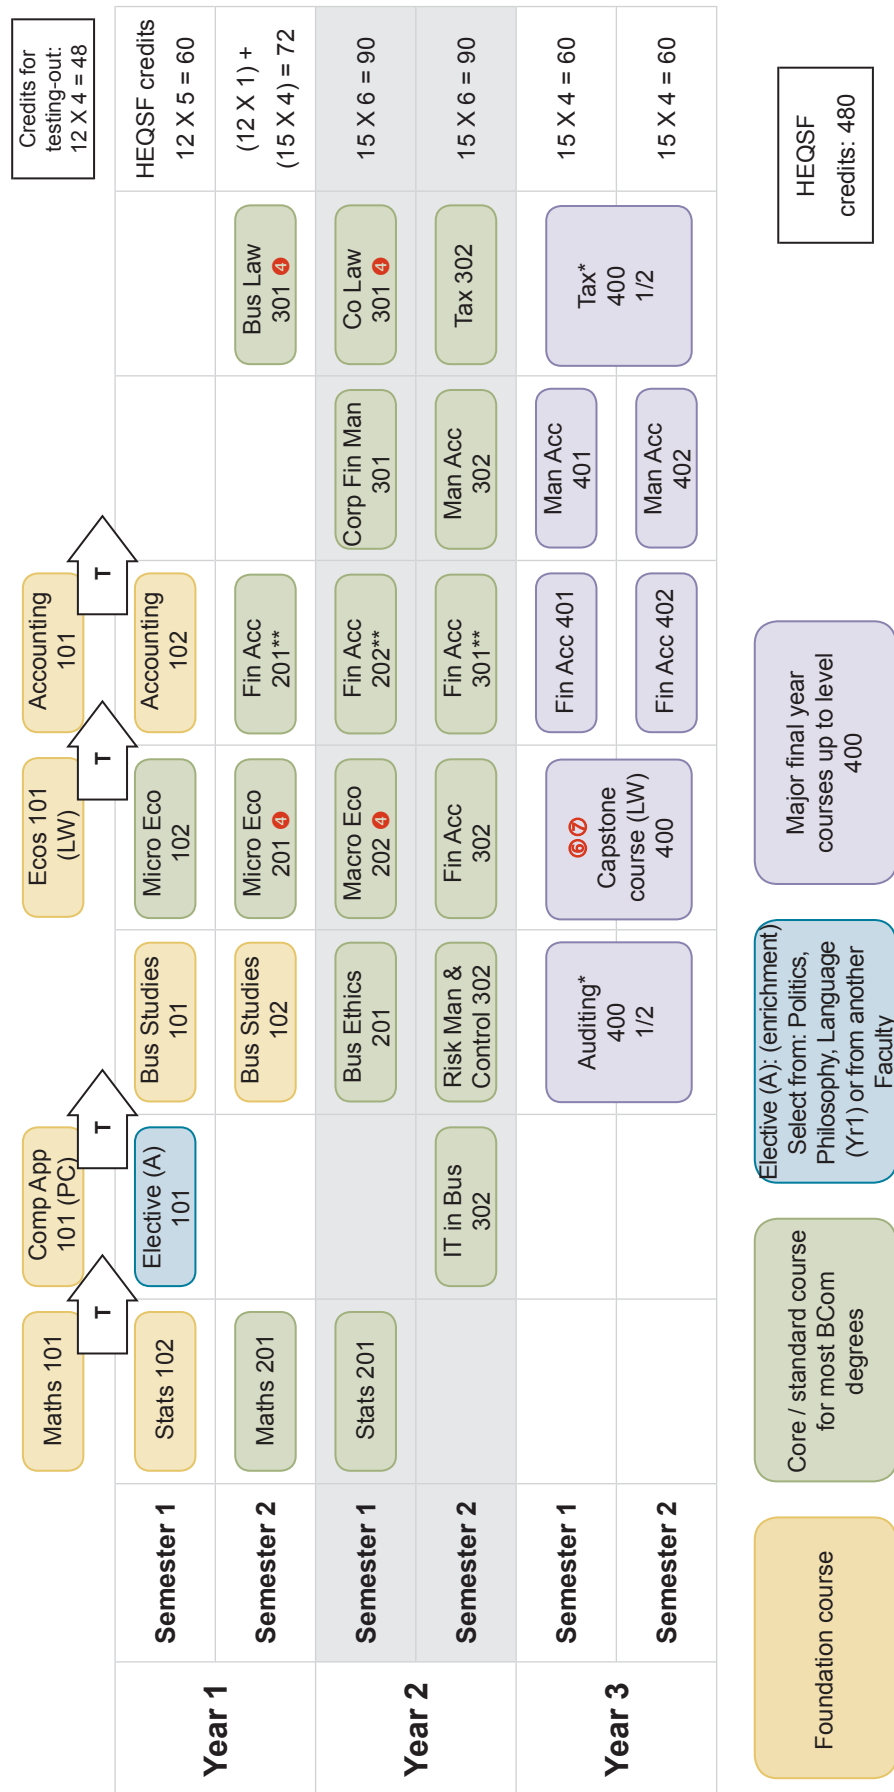 Maths 101
Comp App
101 (PC)
Ecos 101
(LW)
Accounting
101
Credits for
testing-out:
12 X 4 = 48
T
T
T
T
Year 1
Semester 1
Stats 102
Elective (A)
101
Bus Studies
101
Micro Eco
102
Accounting
102
HEQSF credits
12 X 5 = 60
Semester 2
Maths 201
Bus Studies
102
Micro Eco
201 ❹
Fin Acc
201**
Bus Law
301 ❹
(12 X 1) +
(15 X 4) = 72
Year 2
Semester 1
Stats 201
Bus Ethics
201
Macro Eco
202 ❹
Fin Acc
202**
Corp Fin Man
301
Co Law
301 ❹
15 X 6 = 90
Semester 2
IT in Bus
302
Risk Man &
Control 302
Fin Acc
302
Fin Acc
301**
Man Acc
302
Tax 302
15 X 6 = 90
Year 3
Semester 1
Auditing*
400
1/2
❻❼
Capstone
course (LW)
400
Fin Acc 401
Man Acc
401
Tax*
400
1/2
15 X 4 = 60
Semester 2
Fin Acc 402
Man Acc
402
15 X 4 = 60
Foundation course
Core / standard course
for most BCom
degrees
Elective (A): (enrichment)
Select from: Politics,
Philosophy, Language
(Yr1) or from another
Faculty
Major final year
courses up to level
400
HEQSF
credits: 480